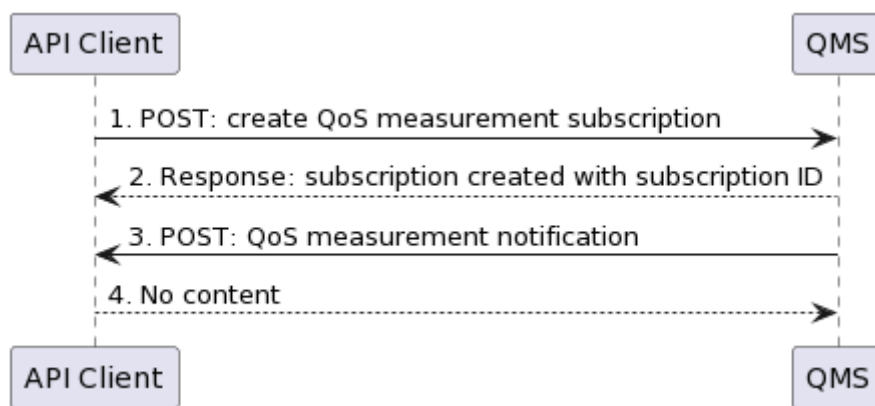 API Client
QMS
1. POST: create QoS measurement subscription
2. Response: subscription created with subscription ID
3. POST: QoS measurement notification
4. No content
API Client
QMS